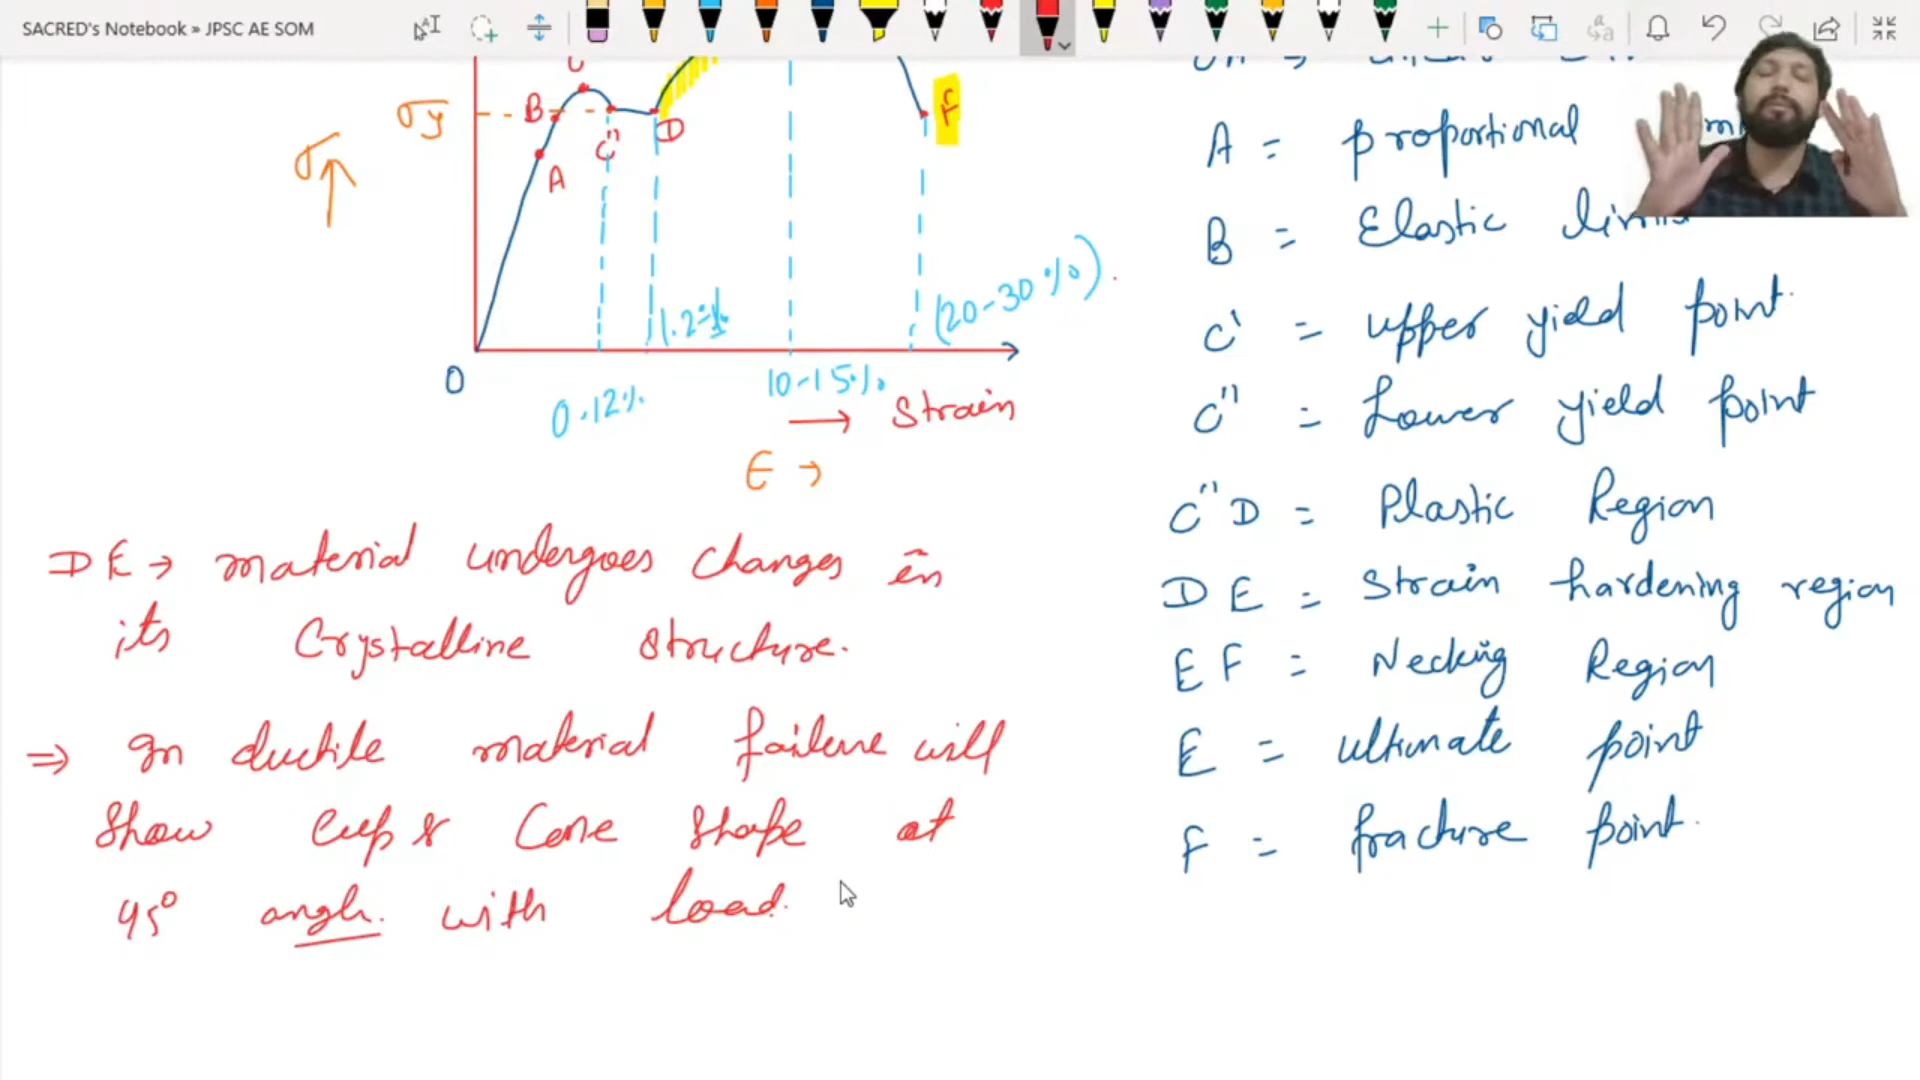 SACRED's Notebook » JPSC AE SOM
σy
B
C"
D
F
A
σ
(20-30%).
1.2%
O
10-15%
0.12%
Strain
ε →
A = proportional
B = Elastic limit
C' = upper yield point.
C" = Lower yield point
C"D = Plastic Region
DE = Strain hardening region
EF = Necking Region
E = ultimate point
F = fracture point.
DE → material undergoes changes in
its Crystalline structure.
⇒ In ductile material failure will
Show Cup & Cone Shape at
45° angle. with load.